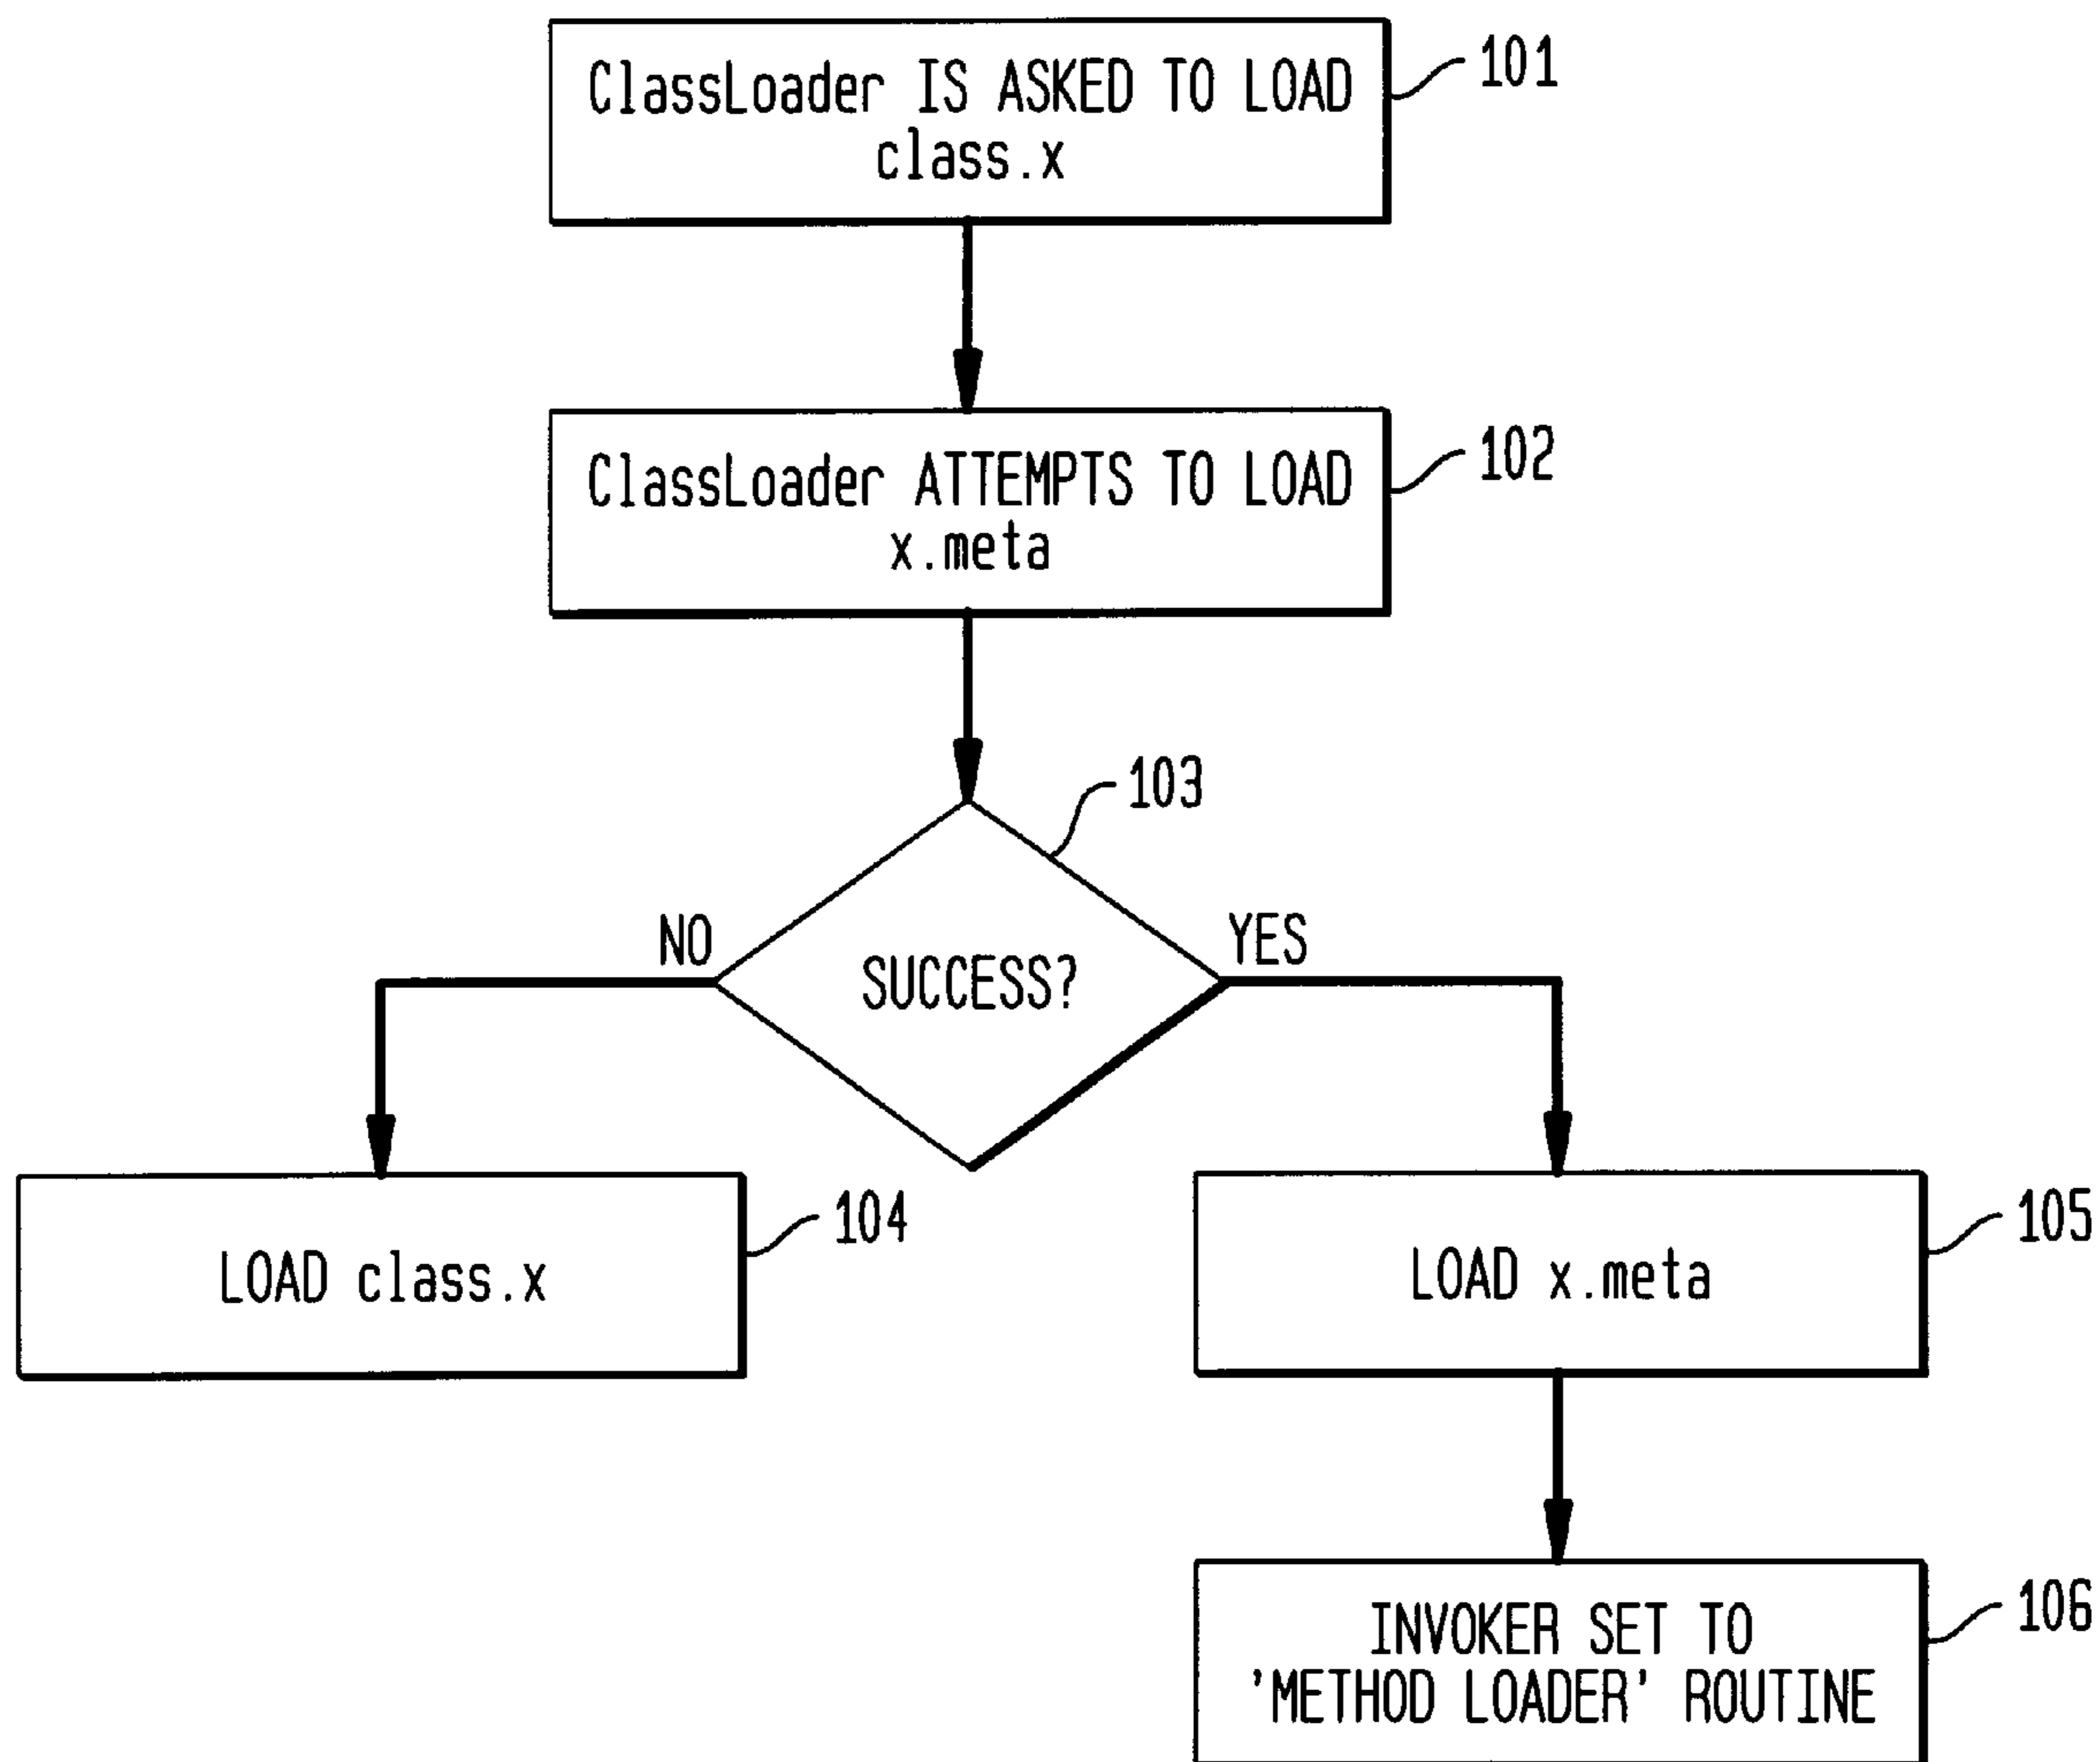 ClassLoader IS ASKED TO LOAD
class.x
101
ClassLoader ATTEMPTS TO LOAD
x.meta
102
103
NO
SUCCESS?
YES
LOAD class.x
104
LOAD x.meta
105
INVOKER SET TO
'METHOD LOADER' ROUTINE
106